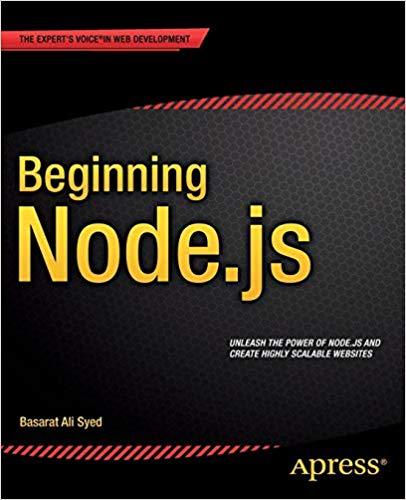 THE EXPERT'S VOICE® IN WEB DEVELOPMENT
Beginning
Node.js
UNLEASH THE POWER OF NODE.JS AND
CREATE HIGHLY SCALABLE WEBSITES
Basarat Ali Syed
Apress®